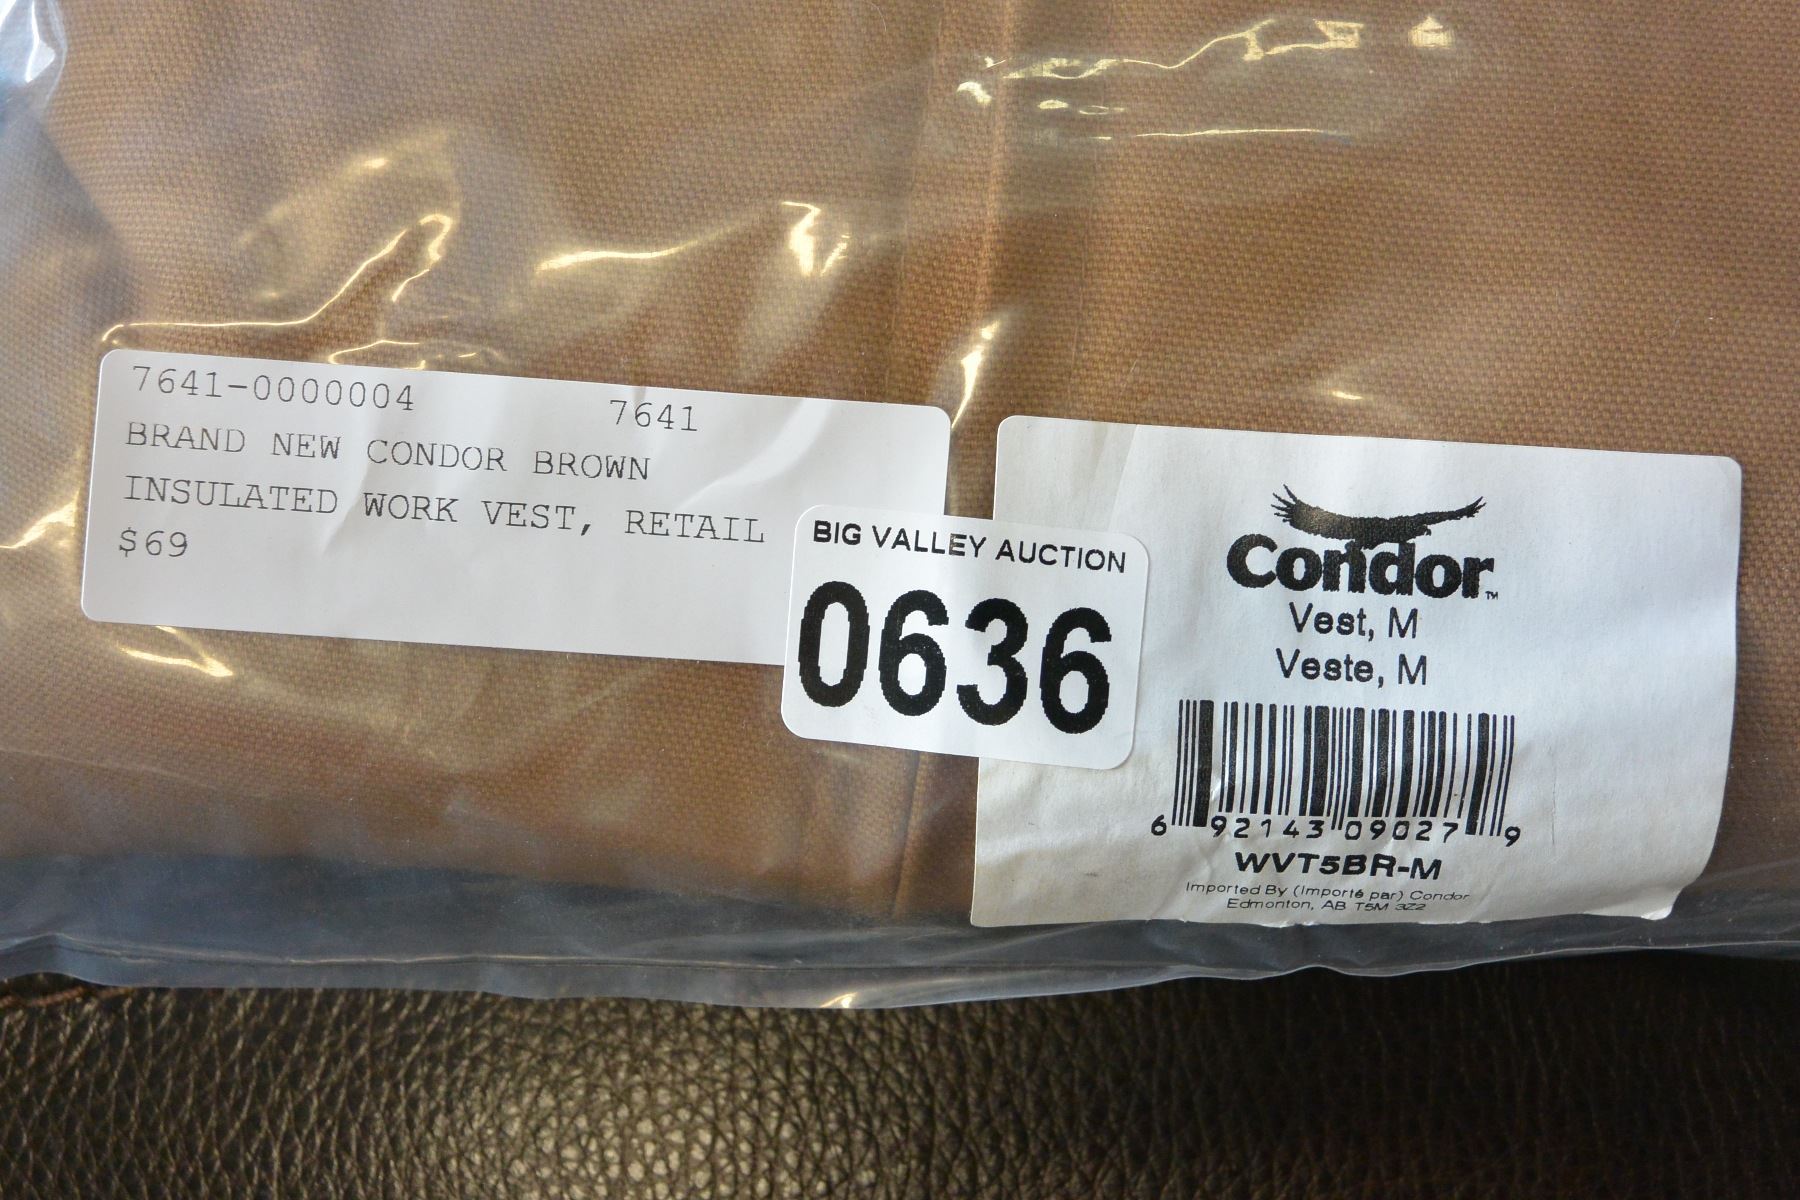 7641-0000004 7641
BRAND NEW CONDOR BROWN
INSULATED WORK VEST, RETAIL
$69
BIG VALLEY AUCTION
0636
Condor™
Vest, M
Veste, M
6 92143 09027 9
WVT5BR-M
Imported By (Importé par) Condor
Edmonton, AB T5M 3Z2